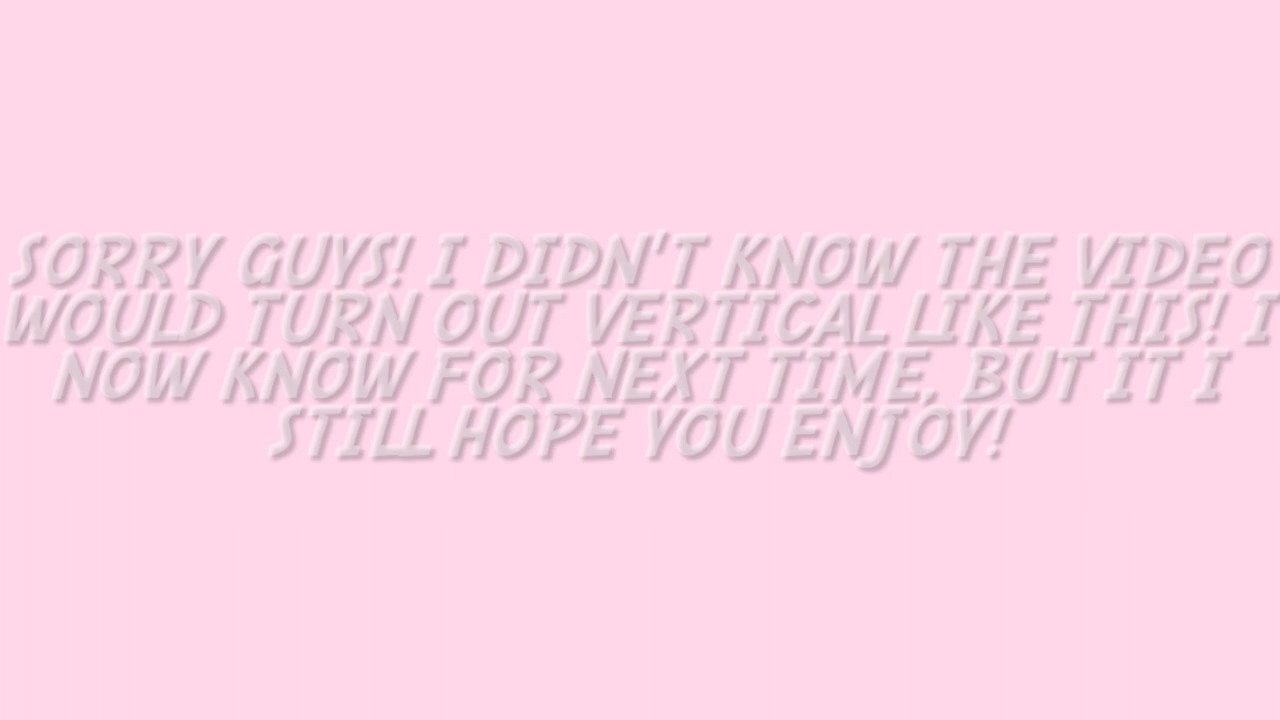 SORRY GUYS! I DIDN'T KNOW THE VIDEO
WOULD TURN OUT VERTICAL LIKE THIS! I
NOW KNOW FOR NEXT TIME, BUT IT I
STILL HOPE YOU ENJOY!